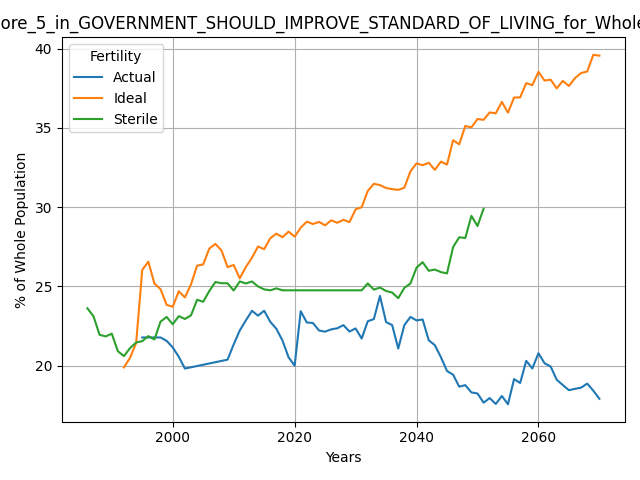 ore_5_in_GOVERNMENT_SHOULD_IMPROVE_STANDARD_OF_LIVING_for_Whole
Fertility
Actual
Ideal
Sterile
% of Whole Population
40
35
30
25
20
2000
2020
2040
2060
Years